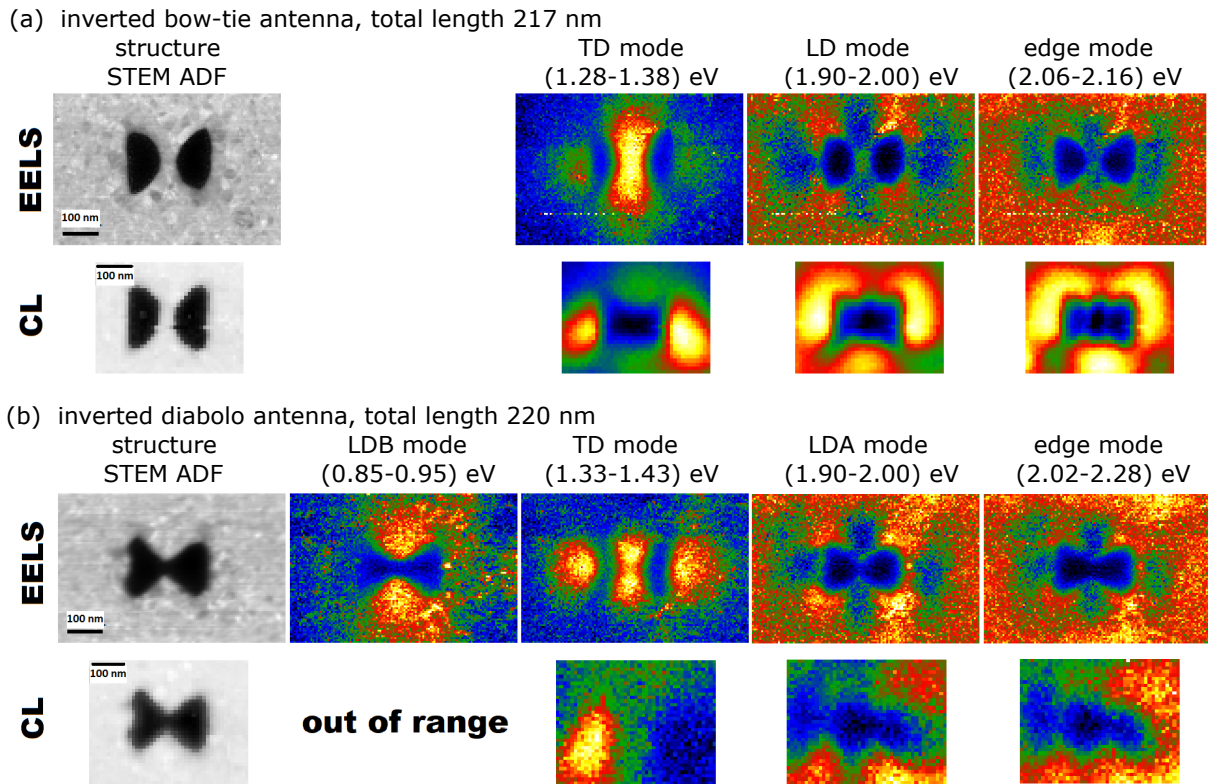 (a) inverted bow-tie antenna, total length 217 nm
structure TD mode LD mode edge mode
STEM ADF (1.28-1.38) eV (1.90-2.00) eV (2.06-2.16) eV
EELS
100 nm
CL
100 nm
(b) inverted diabolo antenna, total length 220 nm
structure LDB mode TD mode LDA mode edge mode
STEM ADF (0.85-0.95) eV (1.33-1.43) eV (1.90-2.00) eV (2.02-2.28) eV
EELS
100 nm
CL
100 nm
out of range